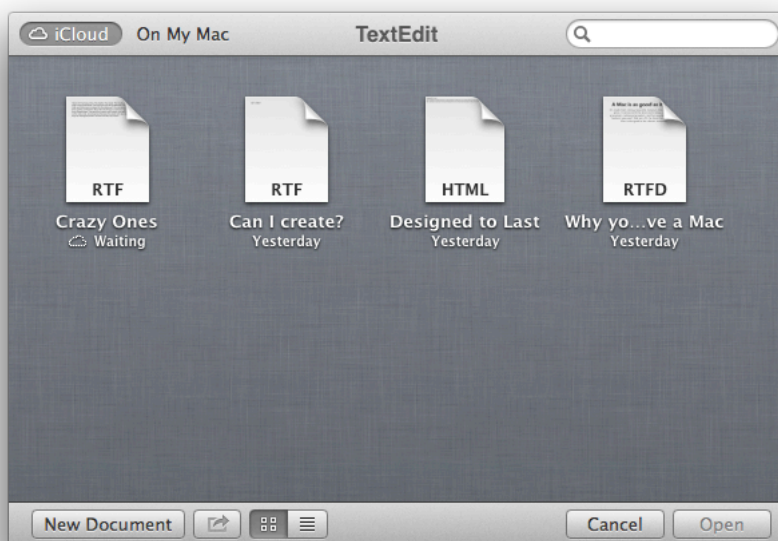 iCloud On My Mac TextEdit
RTF RTF HTML RTFD
Crazy Ones Can I create? Designed to Last Why yo...ve a Mac
Waiting Yesterday Yesterday Yesterday
New Document Cancel Open